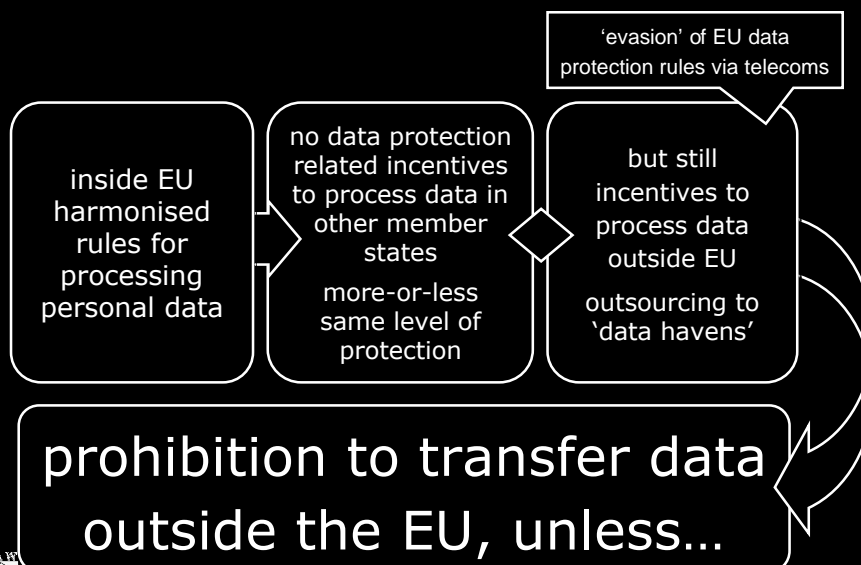 ‘evasion’ of EU data
protection rules via telecoms
inside EU
harmonised
rules for
processing
personal data
no data protection
related incentives
to process data in
other member
states
more-or-less
same level of
protection
but still
incentives to
process data
outside EU
outsourcing to
‘data havens’
prohibition to transfer data
outside the EU, unless…